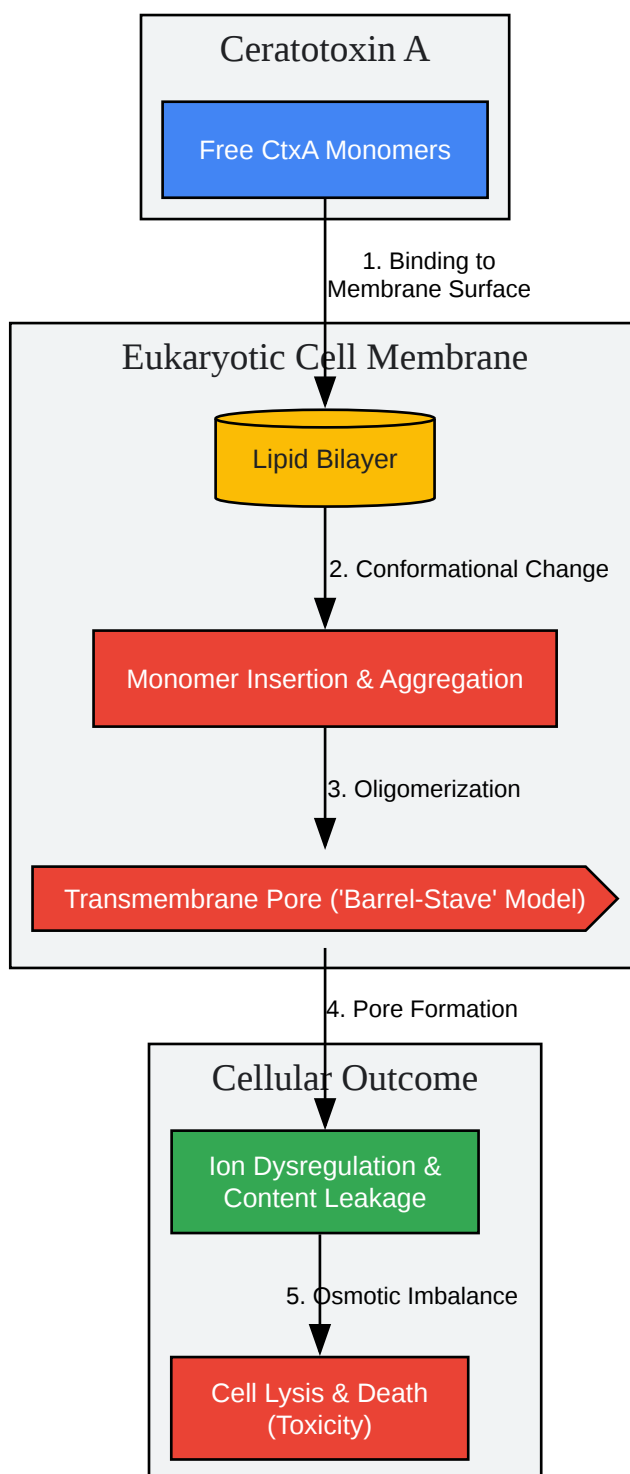 Ceratotoxin A
Free CtxA Monomers
1. Binding to
Membrane Surface
Eukaryotic Cell Membrane
Lipid Bilayer
2. Conformational Change
Monomer Insertion & Aggregation
3. Oligomerization
Transmembrane Pore ('Barrel-Stave' Model)
4. Pore Formation
Cellular Outcome
Ion Dysregulation &
Content Leakage
5. Osmotic Imbalance
Cell Lysis & Death
(Toxicity)